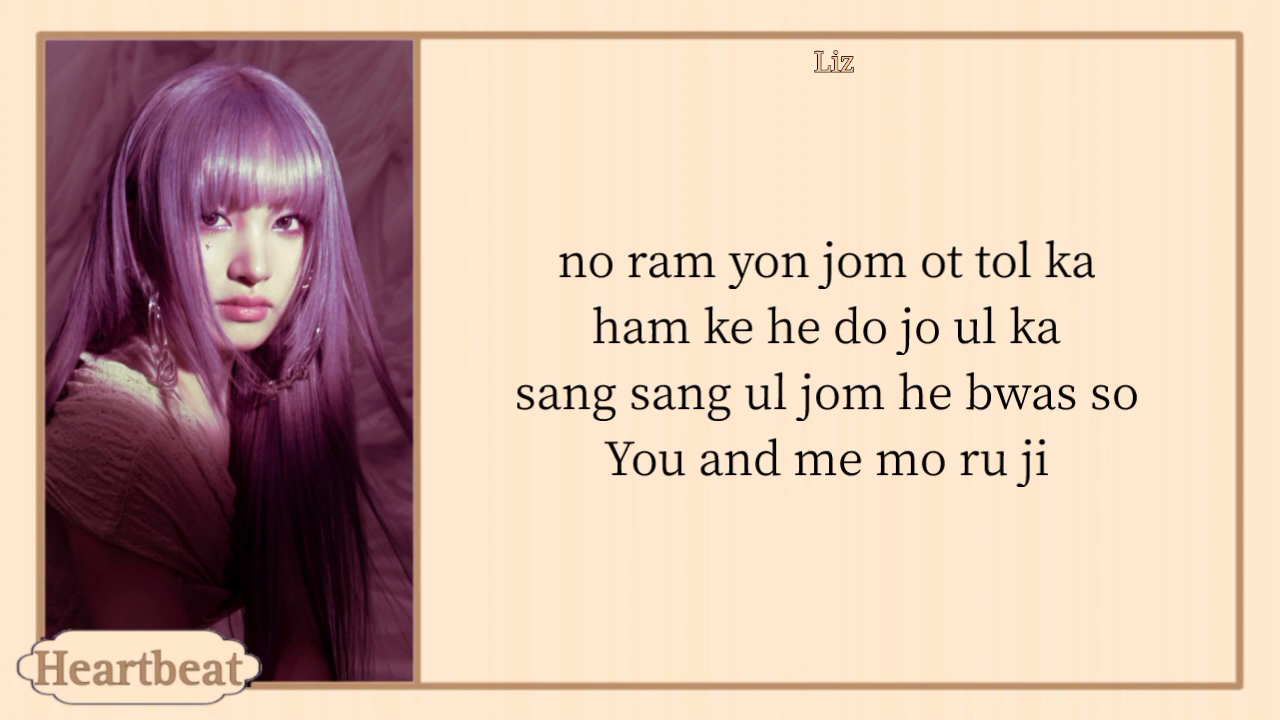 Liz
no ram yon jom ot tol ka
ham ke he do jo ul ka
sang sang ul jom he bwas so
You and me mo ru ji
Heartbeat